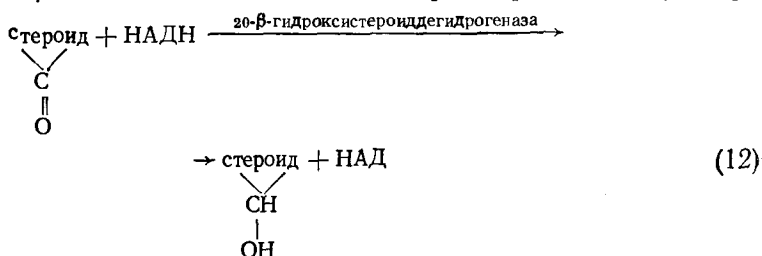 20-β-гидроксистероиддегидрогеназа
стероид + НАДН →
C
O
→ стероид + НАД (12)
CH
OH